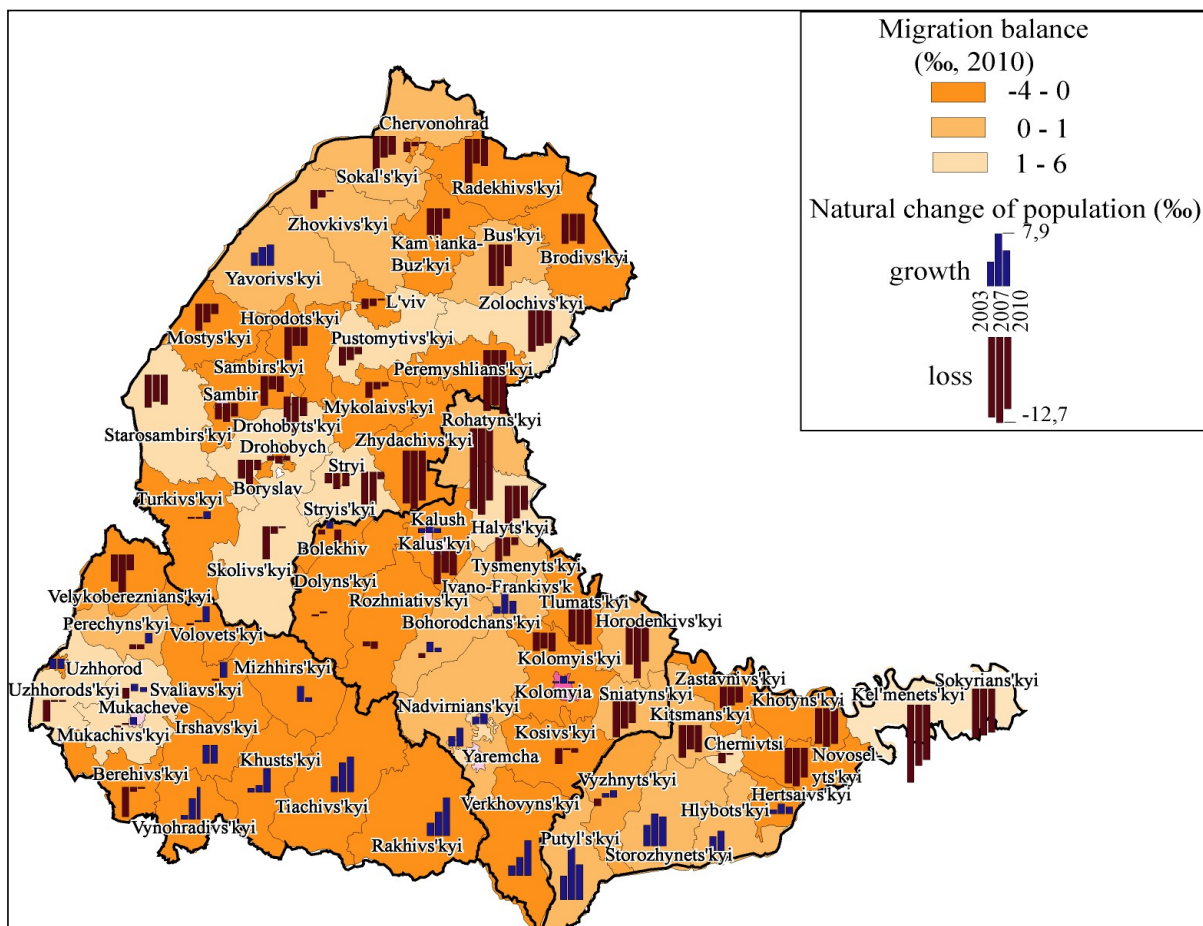 Migration balance
(‰, 2010)
-4 - 0
0 - 1
1 - 6
Natural change of population (‰)
7,9
growth
2003
2007
2010
loss
-12,7
Chervonohrad
Sokal's'kyi
Radekhivs'kyi
Zhovkivs'kyi
Kam`ianka-
Buz'kyi
Bus'kyi
Brodivs'kyi
Yavorivs'kyi
L'viv
Zolochivs'kyi
Mostys'kyi
Horodots'kyi
Pustomytivs'kyi
Sambirs'kyi
Peremyshlians'kyi
Sambir
Mykolaivs'kyi
Drohobyts'kyi
Rohatyns'kyi
Starosambirs'kyi
Drohobych
Zhydachivs'kyi
Stryi
Boryslav
Turkivs'kyi
Stryis'kyi
Halyts'kyi
Kalush
Bolekhiv
Kalus'kyi
Skolivs'kyi
Tysmenyts'kyi
Dolyns'kyi
Ivano-Frankivs'k
Velykobereznians'kyi
Rozhniativs'kyi
Tlumats'kyi
Perechyns'kyi
Volovets'kyi
Bohorodchans'kyi
Horodenkivs'kyi
Kolomyis'kyi
Uzhhorod
Mizhhirs'kyi
Zastavnivs'kyi
Sokyrians'kyi
Uzhhorods'kyi
Svaliavs'kyi
Kolomyia
Kel'menets'kyi
Mukacheve
Nadvirnians'kyi
Sniatyns'kyi
Khotyns'kyi
Kitsmans'kyi
Mukachivs'kyi
Irshavs'kyi
Kosivs'kyi
Chernivtsi
Novosel-
yts'kyi
Berehivs'kyi
Khusts'kyi
Yaremcha
Vyzhnyts'kyi
Hertsaivs'kyi
Vynohradivs'kyi
Tiachivs'kyi
Verkhovyns'kyi
Hlybots'kyi
Rakhivs'kyi
Putyl's'kyi
Storozhynets'kyi